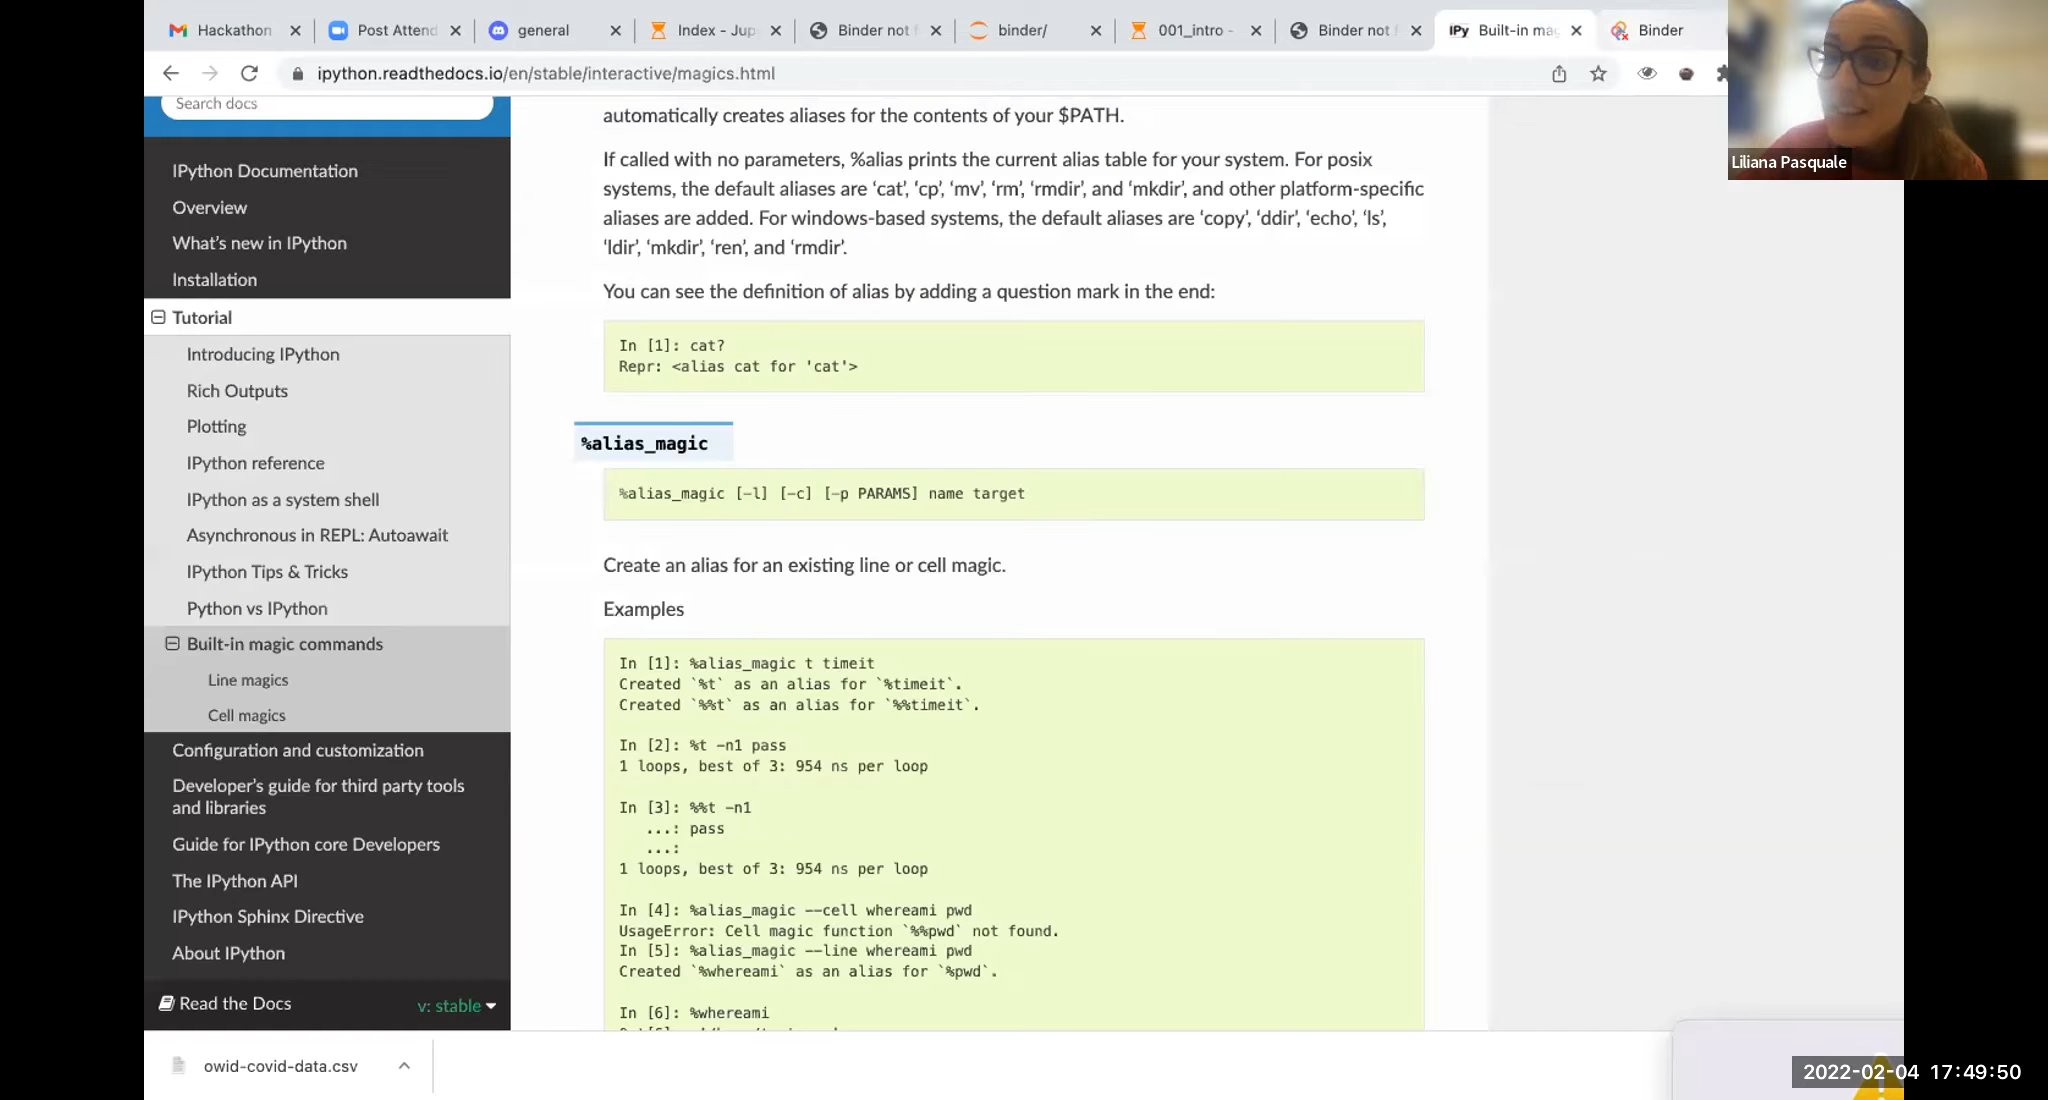 Hackathon
Post Attend
general
Index - Jup
Binder not f
binder/
001_intro -
Binder not f
IPy Built-in mag
Binder
ipython.readthedocs.io/en/stable/interactive/magics.html
Liliana Pasquale
Search docs
IPython Documentation
Overview
What's new in IPython
Installation
Tutorial
Introducing IPython
Rich Outputs
Plotting
IPython reference
IPython as a system shell
Asynchronous in REPL: Autoawait
IPython Tips & Tricks
Python vs IPython
Built-in magic commands
Line magics
Cell magics
Configuration and customization
Developer's guide for third party tools
and libraries
Guide for IPython core Developers
The IPython API
IPython Sphinx Directive
About IPython
Read the Docs
v: stable
automatically creates aliases for the contents of your $PATH.
If called with no parameters, %alias prints the current alias table for your system. For posix
systems, the default aliases are ‘cat’, ‘cp’, ‘mv’, ‘rm’, ‘rmdir’, and ‘mkdir’, and other platform-specific
aliases are added. For windows-based systems, the default aliases are ‘copy’, ‘ddir’, ‘echo’, ‘ls’,
‘ldir’, ‘mkdir’, ‘ren’, and ‘rmdir’.
You can see the definition of alias by adding a question mark in the end:
In [1]: cat?
Repr: <alias cat for 'cat'>
%alias_magic
%alias_magic [-l] [-c] [-p PARAMS] name target
Create an alias for an existing line or cell magic.
Examples
In [1]: %alias_magic t timeit
Created `%t` as an alias for `%timeit`.
Created `%%t` as an alias for `%%timeit`.
In [2]: %t -n1 pass
1 loops, best of 3: 954 ns per loop
In [3]: %%t -n1
...: pass
...:
1 loops, best of 3: 954 ns per loop
In [4]: %alias_magic --cell whereami pwd
UsageError: Cell magic function `%%pwd` not found.
In [5]: %alias_magic --line whereami pwd
Created `%whereami` as an alias for `%pwd`.
In [6]: %whereami
owid-covid-data.csv
2022-02-04 17:49:50